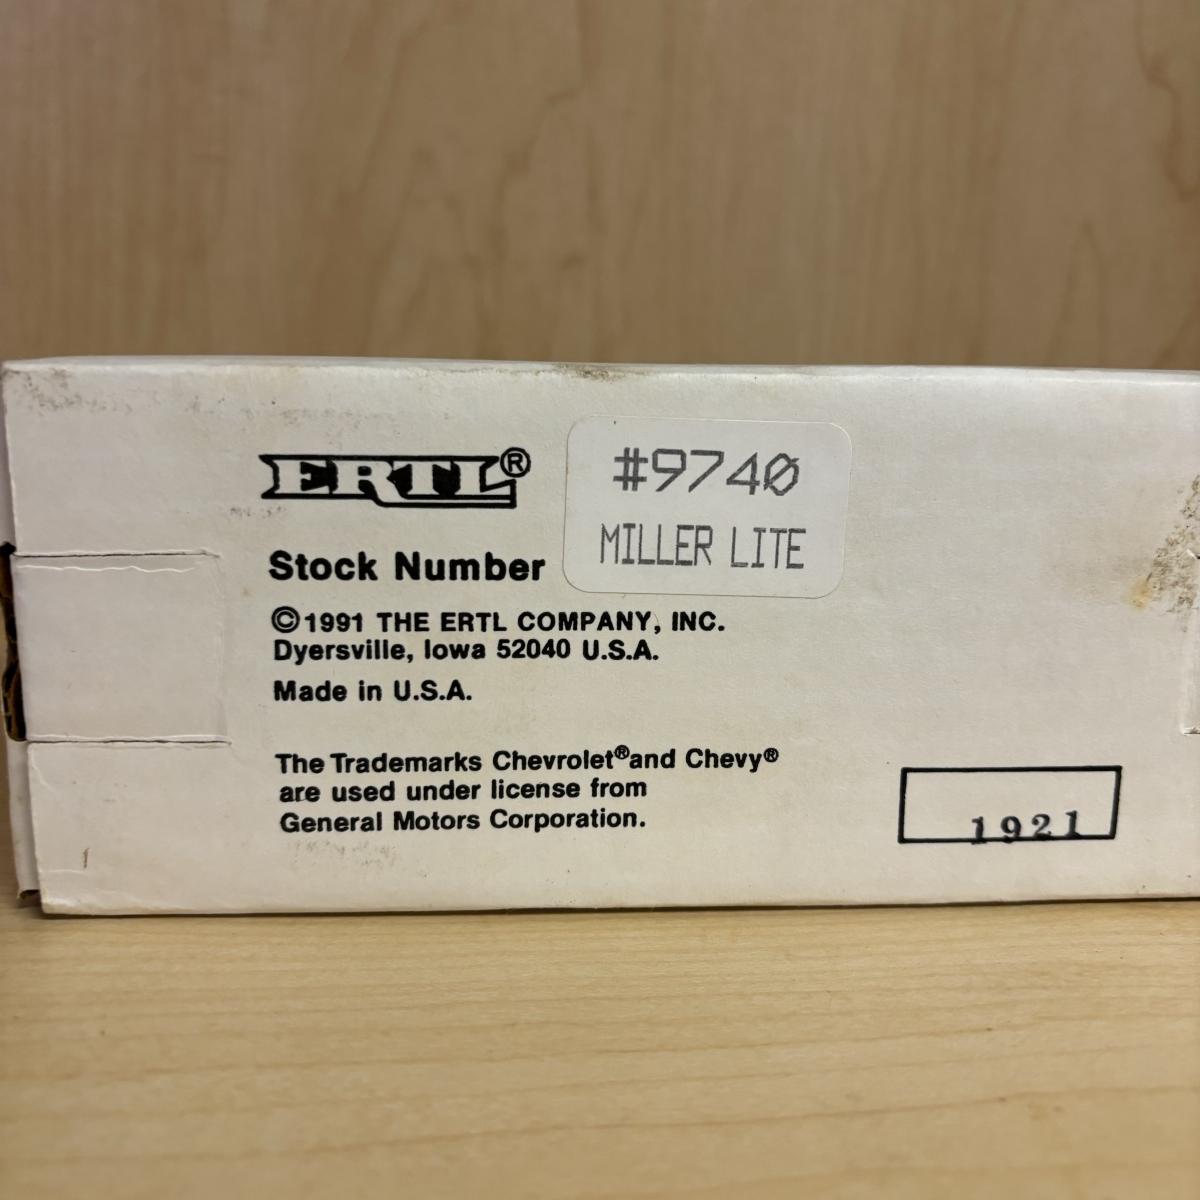 ERTL®
#9740
MILLER LITE
Stock Number
©1991 THE ERTL COMPANY, INC.
Dyersville, Iowa 52040 U.S.A.
Made in U.S.A.
The Trademarks Chevrolet® and Chevy®
are used under license from
General Motors Corporation.
1921